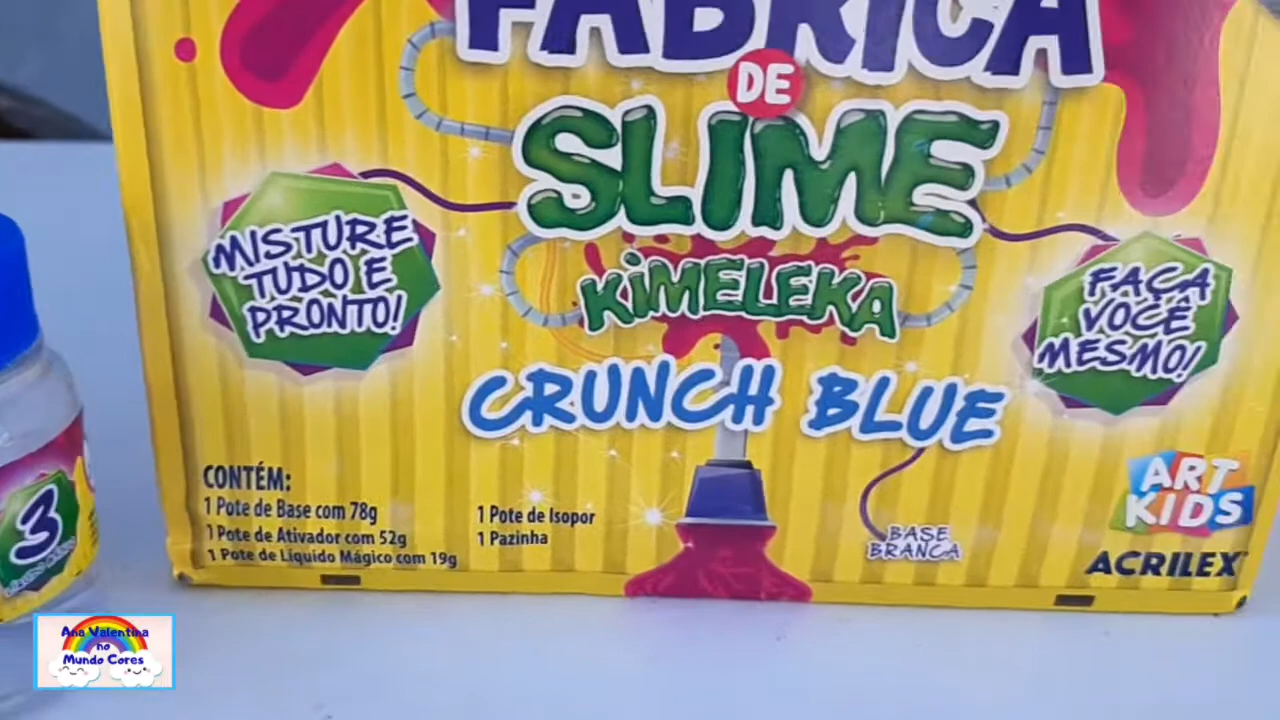 FÁBRICA
DE
SLIME
KIMELEKA
CRUNCH BLUE
MISTURE
TUDO E
PRONTO!
FAÇA
VOCÊ
MESMO!
CONTÉM:
1 Pote de Base com 78g
1 Pote de Ativador com 52g
1 Pote de Líquido Mágico com 19g
1 Pote de Isopor
1 Pazinha
BASE
BRANCA
ART
KIDS
ACRILEX
3
Ana Valentina
no
Mundo Cores